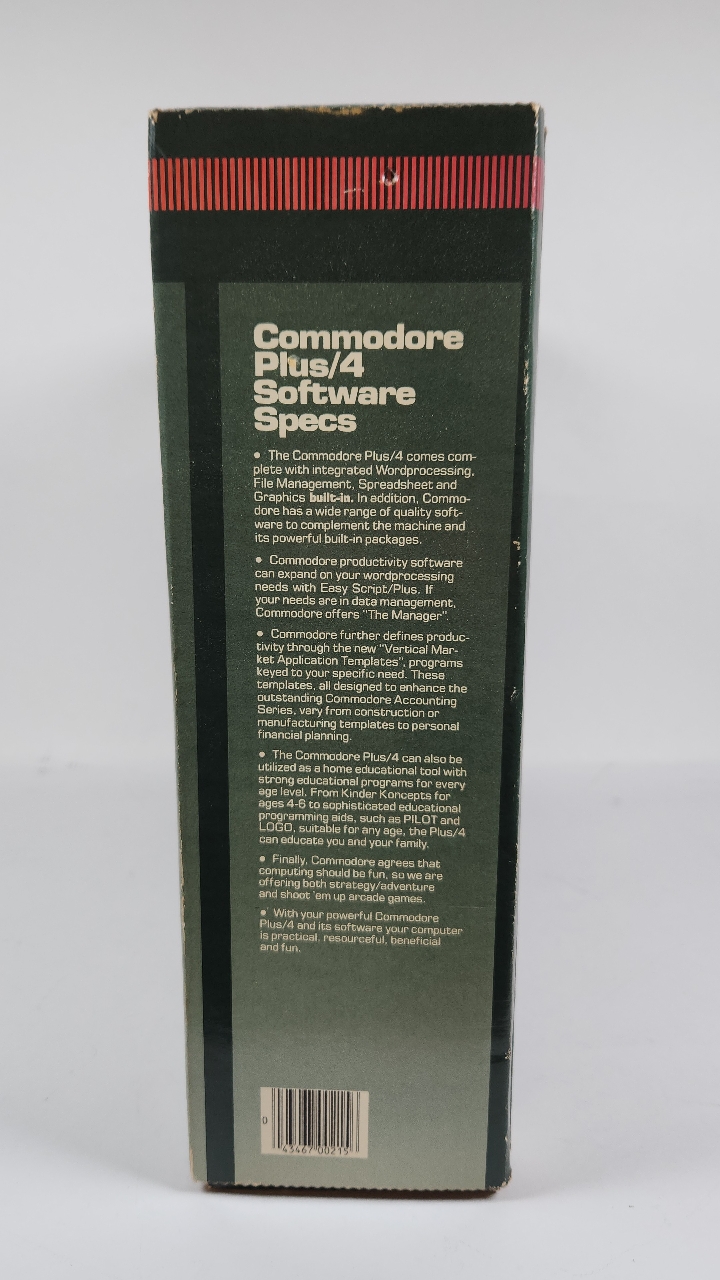 Commodore
Plus/4
Software
Specs
• The Commodore Plus/4 comes com-
plete with integrated Wordprocessing,
File Management, Spreadsheet and
Graphics built-in. In addition, Commo-
dore has a wide range of quality soft-
ware to complement the machine and
its powerful built-in packages.
• Commodore productivity software
can expand on your wordprocessing
needs with Easy Script/Plus. If
your needs are in data management,
Commodore offers "The Manager".
• Commodore further defines produc-
tivity through the new "Vertical Mar-
ket Application Templates", programs
keyed to your specific need. These
templates, all designed to enhance the
outstanding Commodore Accounting
Series, vary from construction or
manufacturing templates to personal
financial planning.
• The Commodore Plus/4 can also be
utilized as a home educational tool with
strong educational programs for every
age level. From Kinder Koncepts for
ages 4-6 to sophisticated educational
programming aids, such as PILOT and
LOGO, suitable for any age, the Plus/4
can educate you and your family.
• Finally, Commodore agrees that
computing should be fun, so we are
offering both strategy/adventure
and shoot 'em up arcade games.
• With your powerful Commodore
Plus/4 and its software your computer
is practical, resourceful, beneficial
and fun.
0
43467 00215